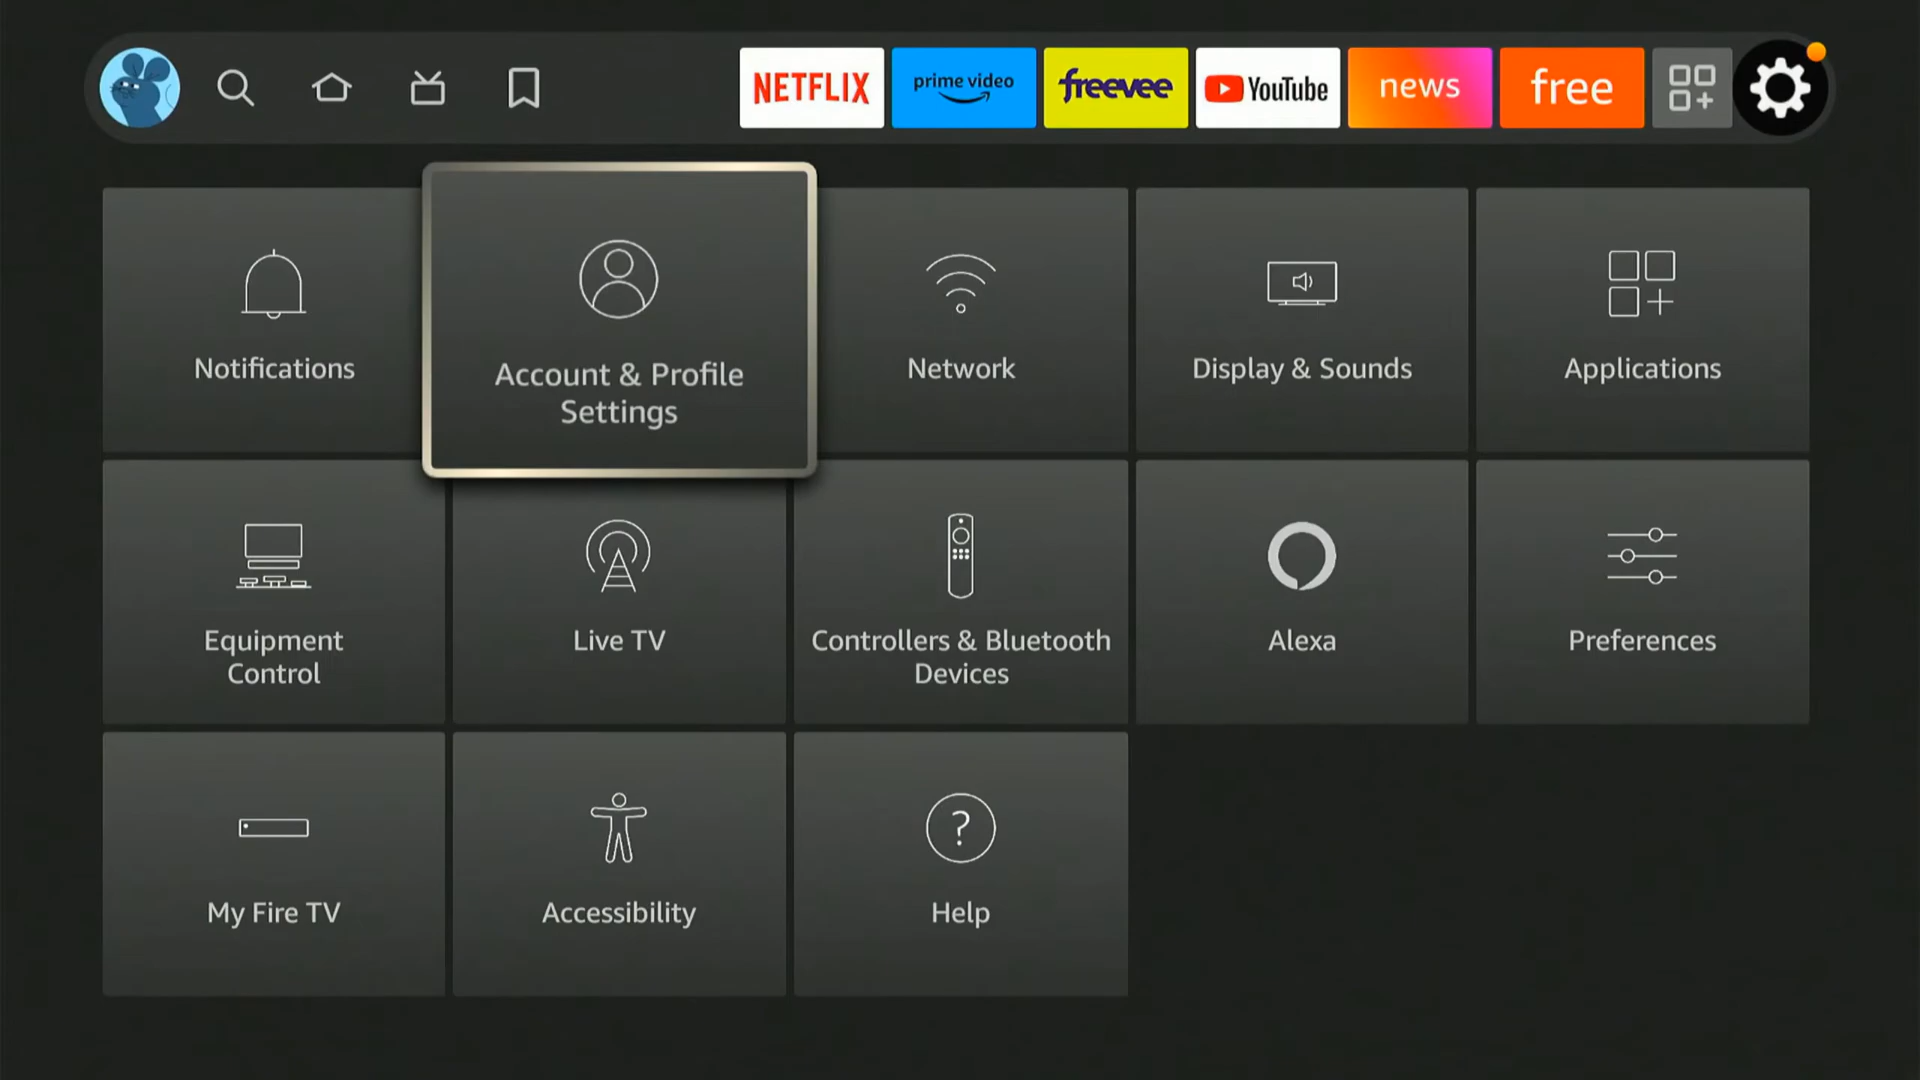 NETFLIX
prime video
freevee
YouTube
news
free
Notifications
Account & Profile
Settings
Network
Display & Sounds
Applications
Equipment
Control
Live TV
Controllers & Bluetooth
Devices
Alexa
Preferences
My Fire TV
Accessibility
?
Help